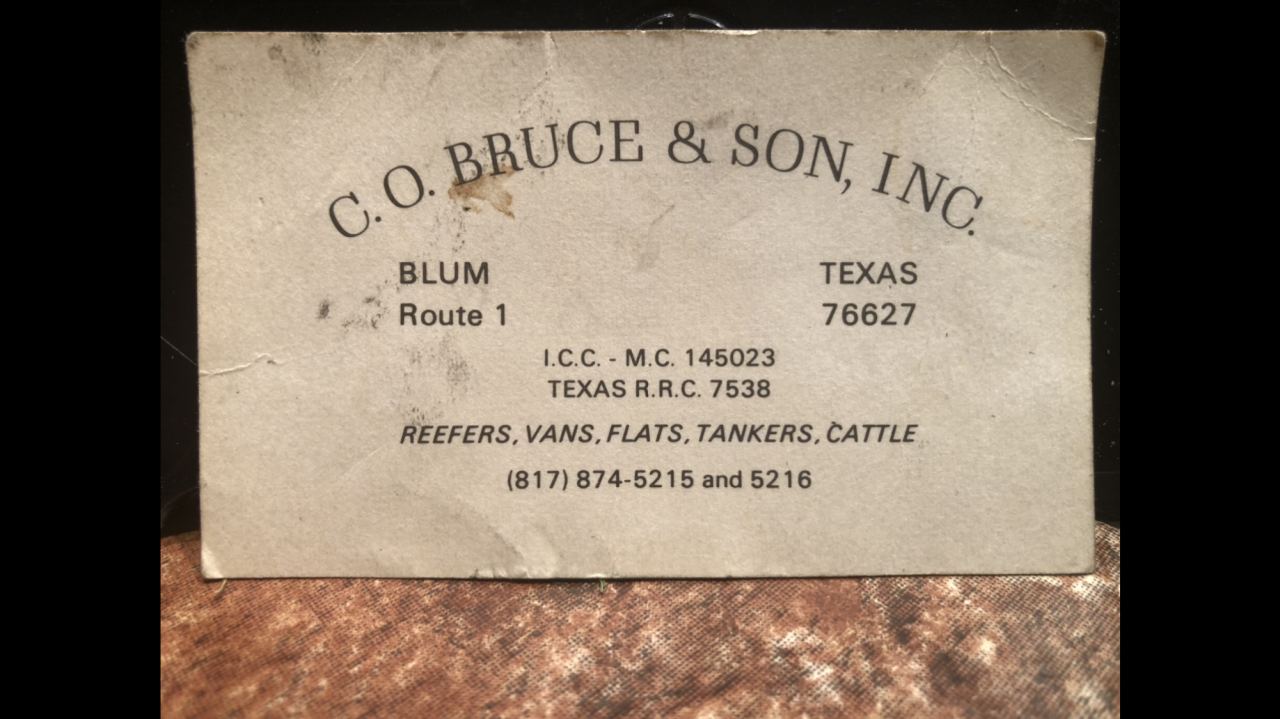 C. O. BRUCE & SON, INC.
BLUM TEXAS
Route 1 76627
I.C.C. - M.C. 145023
TEXAS R.R.C. 7538
REEFERS, VANS, FLATS, TANKERS, CATTLE
(817) 874-5215 and 5216